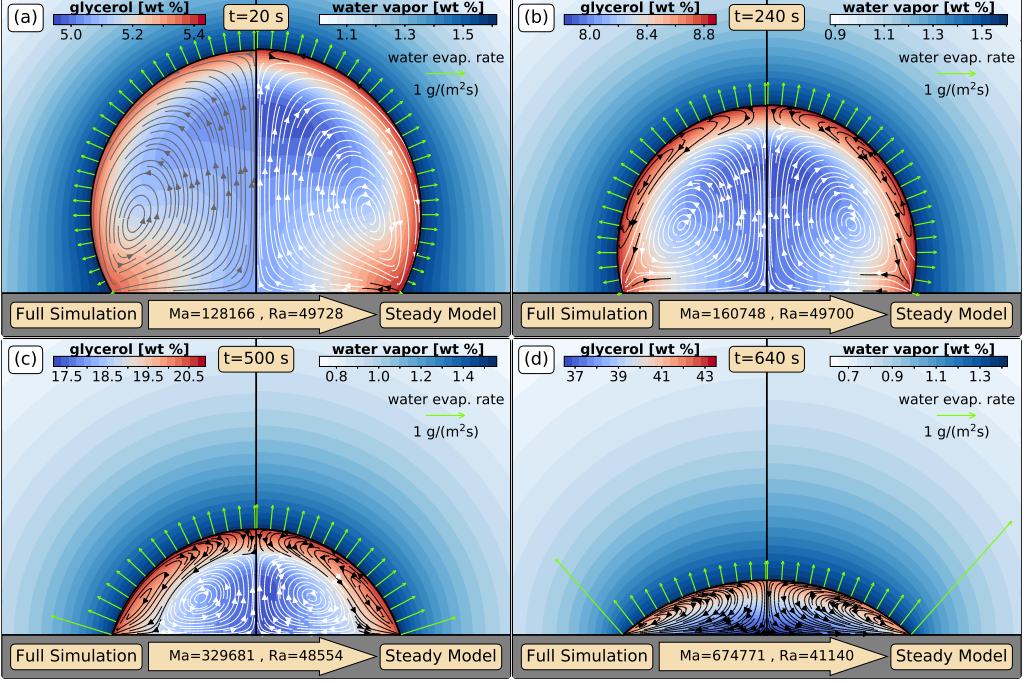 (a)
glycerol [wt %]
5.0 5.2 5.4
t=20 s
water vapor [wt %]
1.1 1.3 1.5
water evap. rate
1 g/(m²s)
Full Simulation
Ma=128166 , Ra=49728
Steady Model
(b)
glycerol [wt %]
8.0 8.4 8.8
t=240 s
water vapor [wt %]
0.9 1.1 1.3 1.5
water evap. rate
1 g/(m²s)
Full Simulation
Ma=160748 , Ra=49700
Steady Model
(c)
glycerol [wt %]
17.5 18.5 19.5 20.5
t=500 s
water vapor [wt %]
0.8 1.0 1.2 1.4
water evap. rate
1 g/(m²s)
Full Simulation
Ma=329681 , Ra=48554
Steady Model
(d)
glycerol [wt %]
37 39 41 43
t=640 s
water vapor [wt %]
0.7 0.9 1.1 1.3
water evap. rate
1 g/(m²s)
Full Simulation
Ma=674771 , Ra=41140
Steady Model